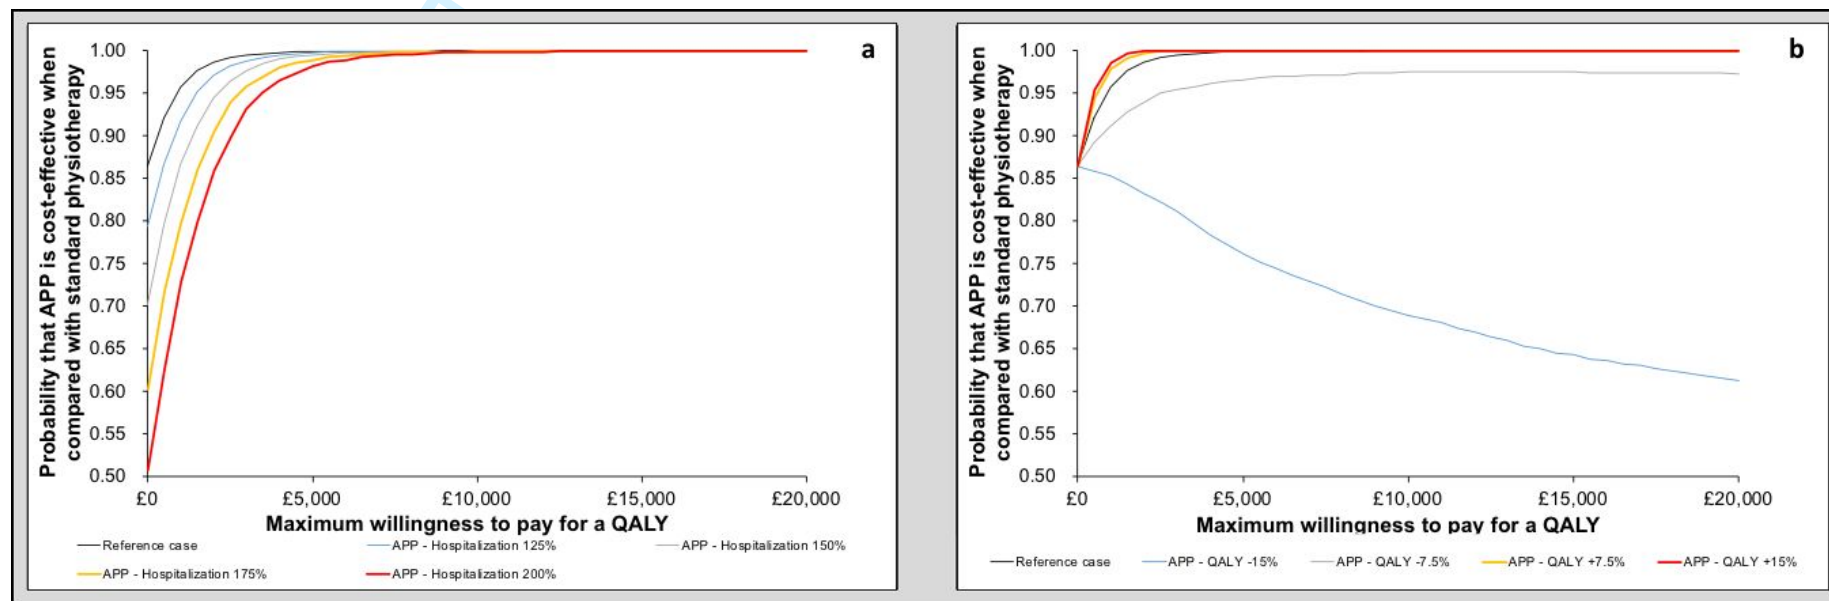 a
Probability that APP is cost-effective when
compared with standard physiotherapy
1.00
0.95
0.90
0.85
0.80
0.75
0.70
0.65
0.60
0.55
0.50
£0 £5,000 £10,000 £15,000 £20,000
Maximum willingness to pay for a QALY
Reference case APP - Hospitalization 125% APP - Hospitalization 150%
APP - Hospitalization 175% APP - Hospitalization 200%
b
Probability that APP is cost-effective when
compared with standard physiotherapy
1.00
0.95
0.90
0.85
0.80
0.75
0.70
0.65
0.60
0.55
0.50
£0 £5,000 £10,000 £15,000 £20,000
Maximum willingness to pay for a QALY
Reference case APP - QALY -15% APP - QALY -7.5% APP - QALY +7.5% APP - QALY +15%